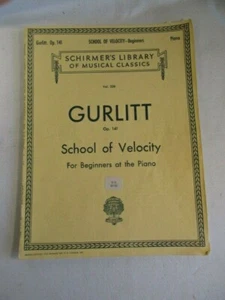 Gurlitt, Op. 141 SCHOOL OF VELOCITY (Beginners) Piano
SCHIRMER'S LIBRARY
OF MUSICAL CLASSICS
GURLITT
Op. 141
School of Velocity
For Beginners at the Piano